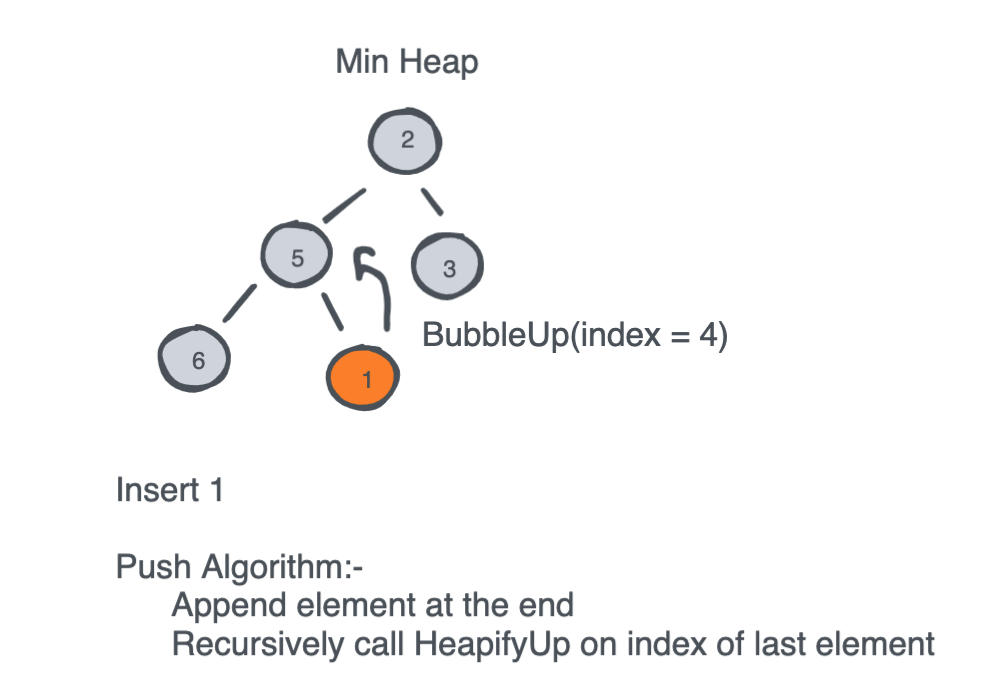 Min Heap
2
5
3
BubbleUp(index = 4)
6
1
Insert 1
Push Algorithm:-
Append element at the end
Recursively call HeapifyUp on index of last element